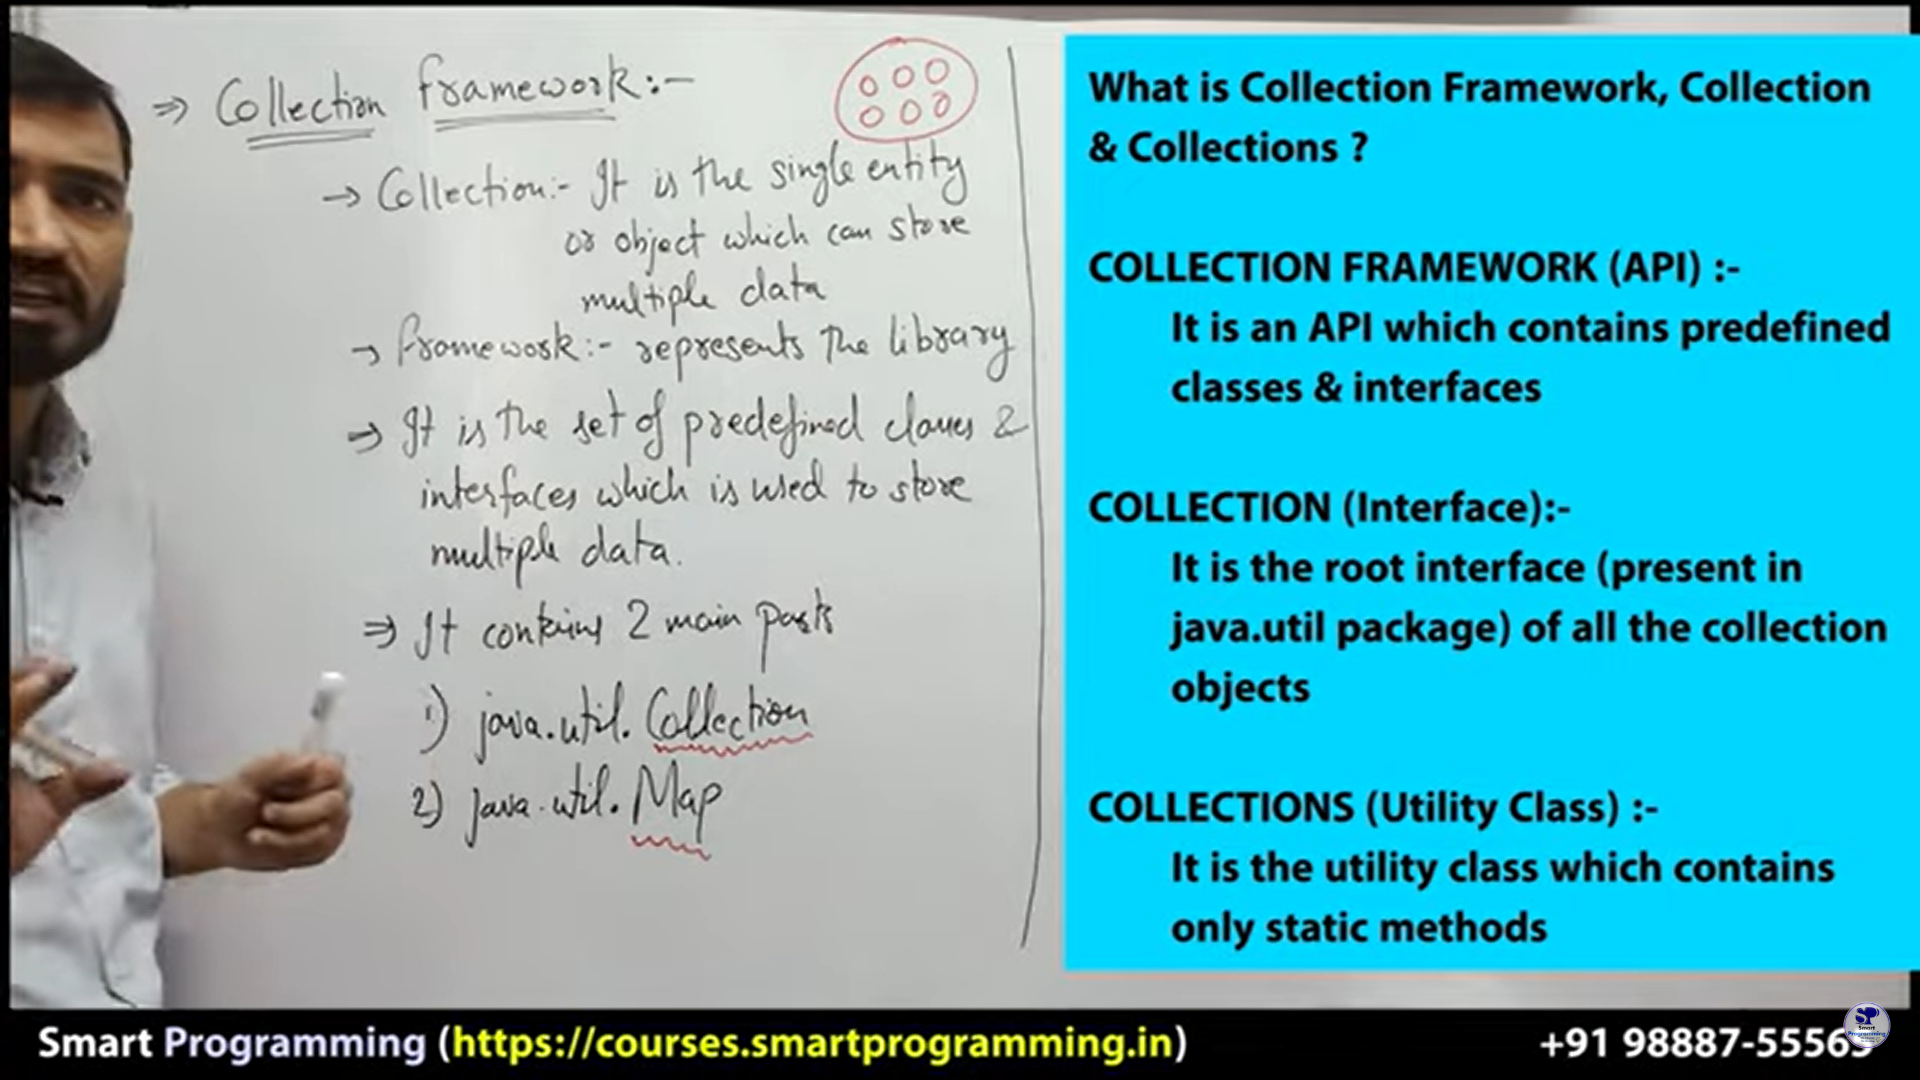 ⇒ Collection Framework:-
→ Collection:- It is the single entity
or object which can store
multiple data
→ Framework:- represents the library
⇒ It is the set of predefined classes &
interfaces which is used to store
multiple data.
⇒ It contains 2 main parts
1) java.util.Collection
2) java.util.Map
What is Collection Framework, Collection
& Collections ?
COLLECTION FRAMEWORK (API) :-
It is an API which contains predefined
classes & interfaces
COLLECTION (Interface):-
It is the root interface (present in
java.util package) of all the collection
objects
COLLECTIONS (Utility Class) :-
It is the utility class which contains
only static methods
Smart Programming (https://courses.smartprogramming.in)
+91 98887-55565
SP
Smart
Programming